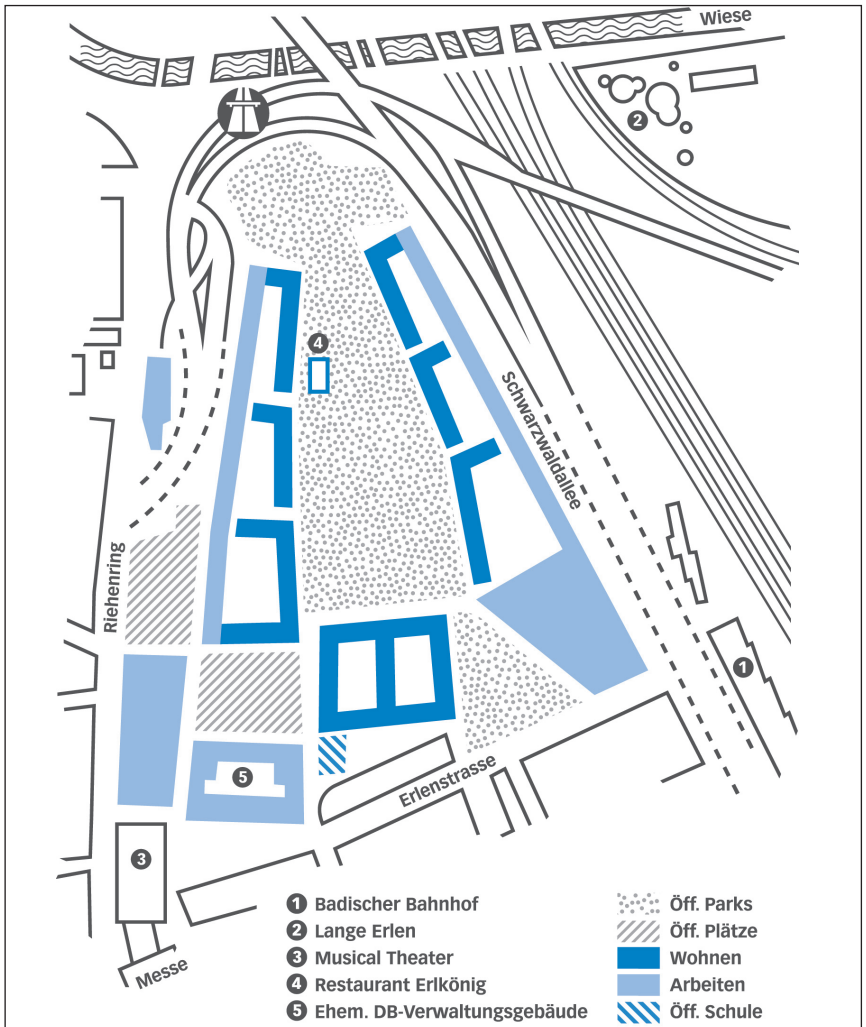 Wiese
2
4
Schwarzwaldallee
Riehenring
1
5
Erlenstrasse
3
Messe
1 Badischer Bahnhof
2 Lange Erlen
3 Musical Theater
4 Restaurant Erlkönig
5 Ehem. DB-Verwaltungsgebäude
Öff. Parks
Öff. Plätze
Wohnen
Arbeiten
Öff. Schule